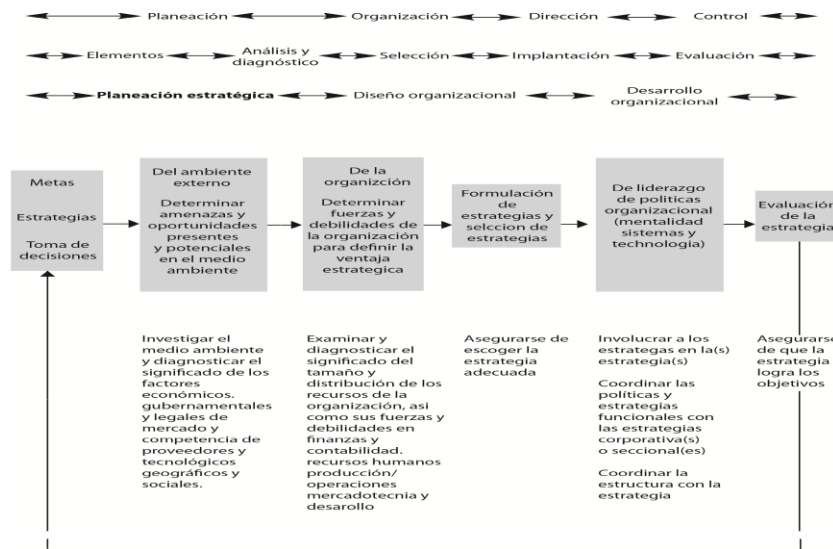 Planeación Organización Dirección Control
Elementos Análisis y diagnóstico Selección Implantación Evaluación
Planeación estratégica Diseño organizacional Desarrollo organizacional
Metas
Estrategias
Toma de
decisiones
Del ambiente
externo
Determinar
amenazas y
oportunidades
presentes
y potenciales
en el medio
ambiente
De la
organizción
Determinar
fuerzas y
debilidades de
la organización
para definir la
ventaja
estrategica
Formulación
de
estrategias y
selccion de
estrategias
De liderazgo
de politicas
organizacional
(mentalidad
sistemas y
technologia)
Evaluación
de la
estrategia
Investigar el
medio ambiente
y diagnosticar el
significado de los
factores
económicos.
gubernamentales
y legales de
mercado y
competencia de
proveedores y
tecnológicos
geográficos y
sociales.
Examinar y
diagnosticar el
significado del
tamaño y
distribución de los
recursos de la
organización, asi
como sus fuerzas y
debilidades en
finanzas y
contabilidad.
recursos humanos
producción/
operaciones
mercadotecnia y
desarollo
Asegurarse de
escoger la
estrategia
adecuada
Involucrar a los
estrategas en la(s)
estrategia(s)
Coordinar las
políticas y
estrategias
funcionales con
las estrategias
corporativa(s)
o seccional(es)
Coordinar la
estructura con la
estrategia
Asegurarse
de que la
estrategia
logra los
objetivos